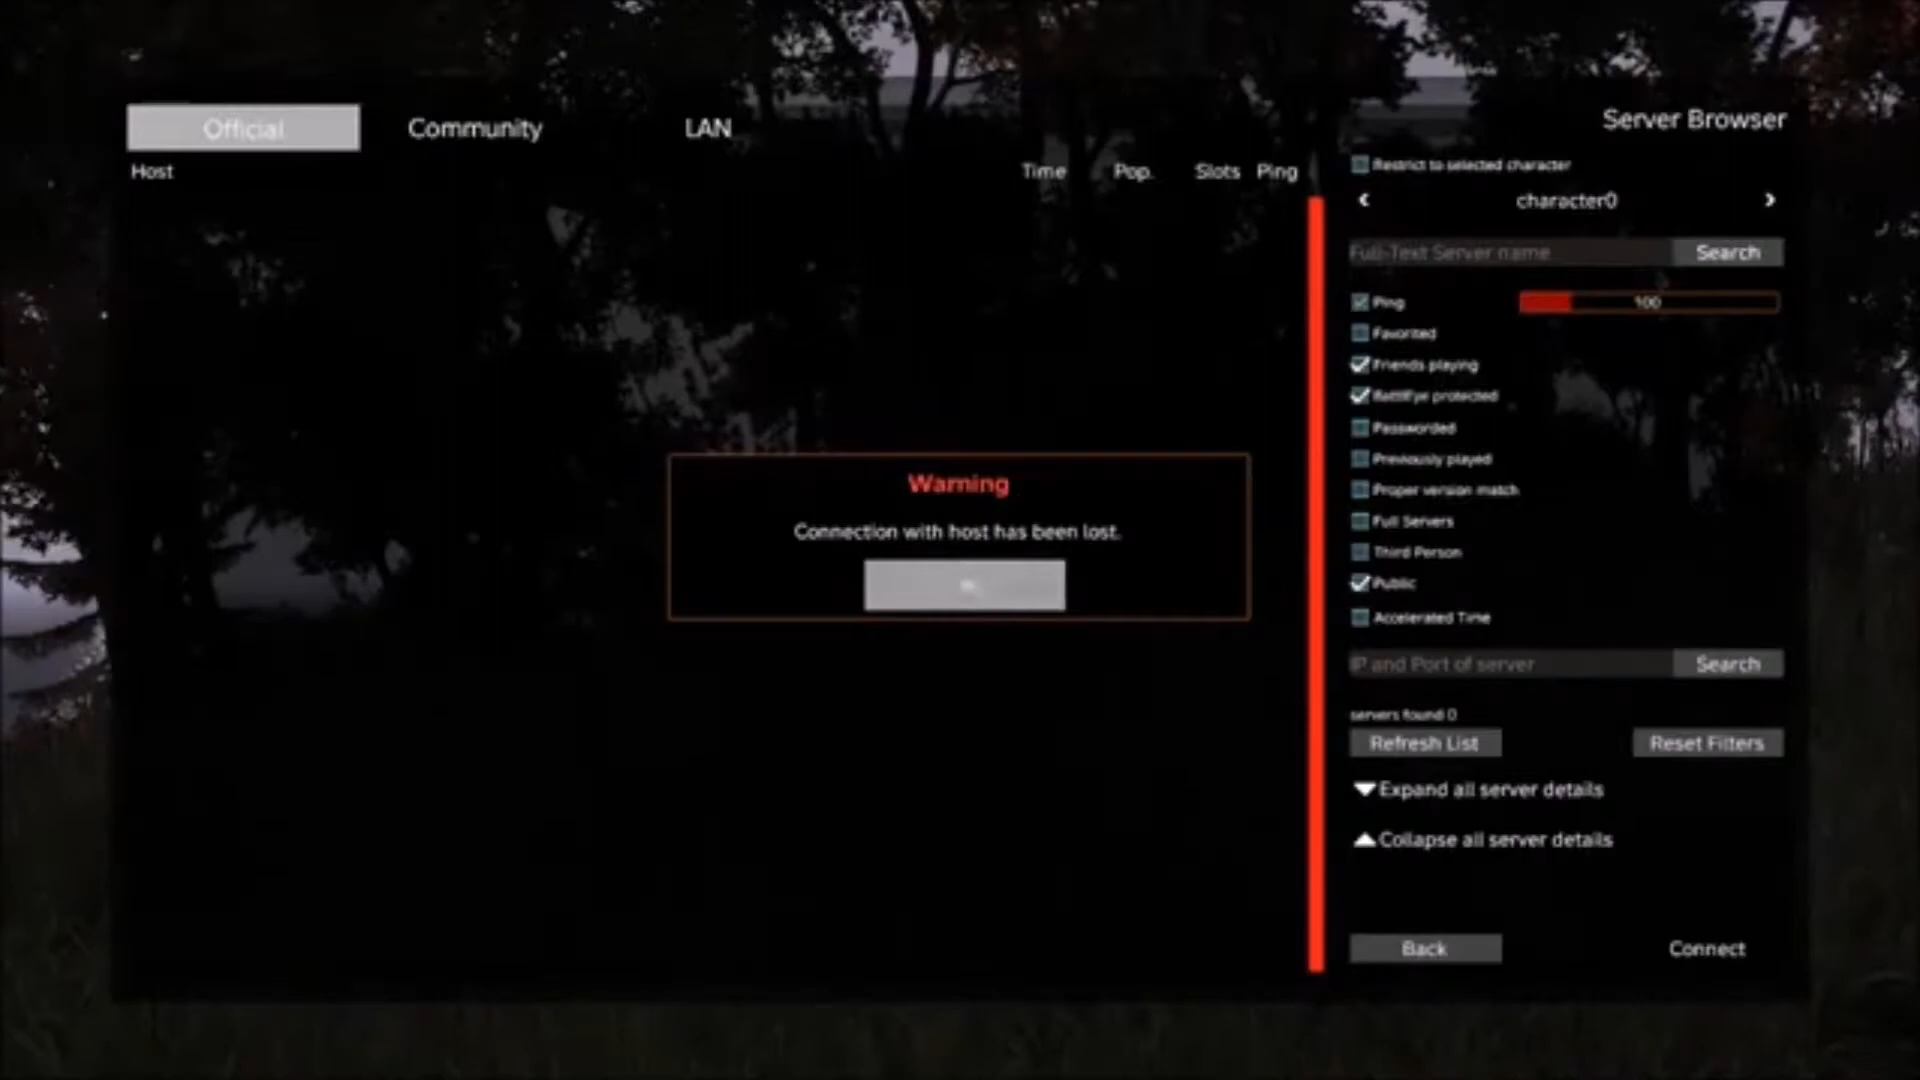 Official Community LAN
Host Time Pop. Slots Ping
Warning
Connection with host has been lost.
Server Browser
Restrict to selected character
character0
Full-Text Server name Search
Ping 100
Favorited
Friends playing
BattlEye protected
Passworded
Previously played
Proper version match
Full Servers
Third Person
Public
Accelerated Time
IP and Port of server Search
servers found 0
Refresh List Reset Filters
Expand all server details
Collapse all server details
Back Connect